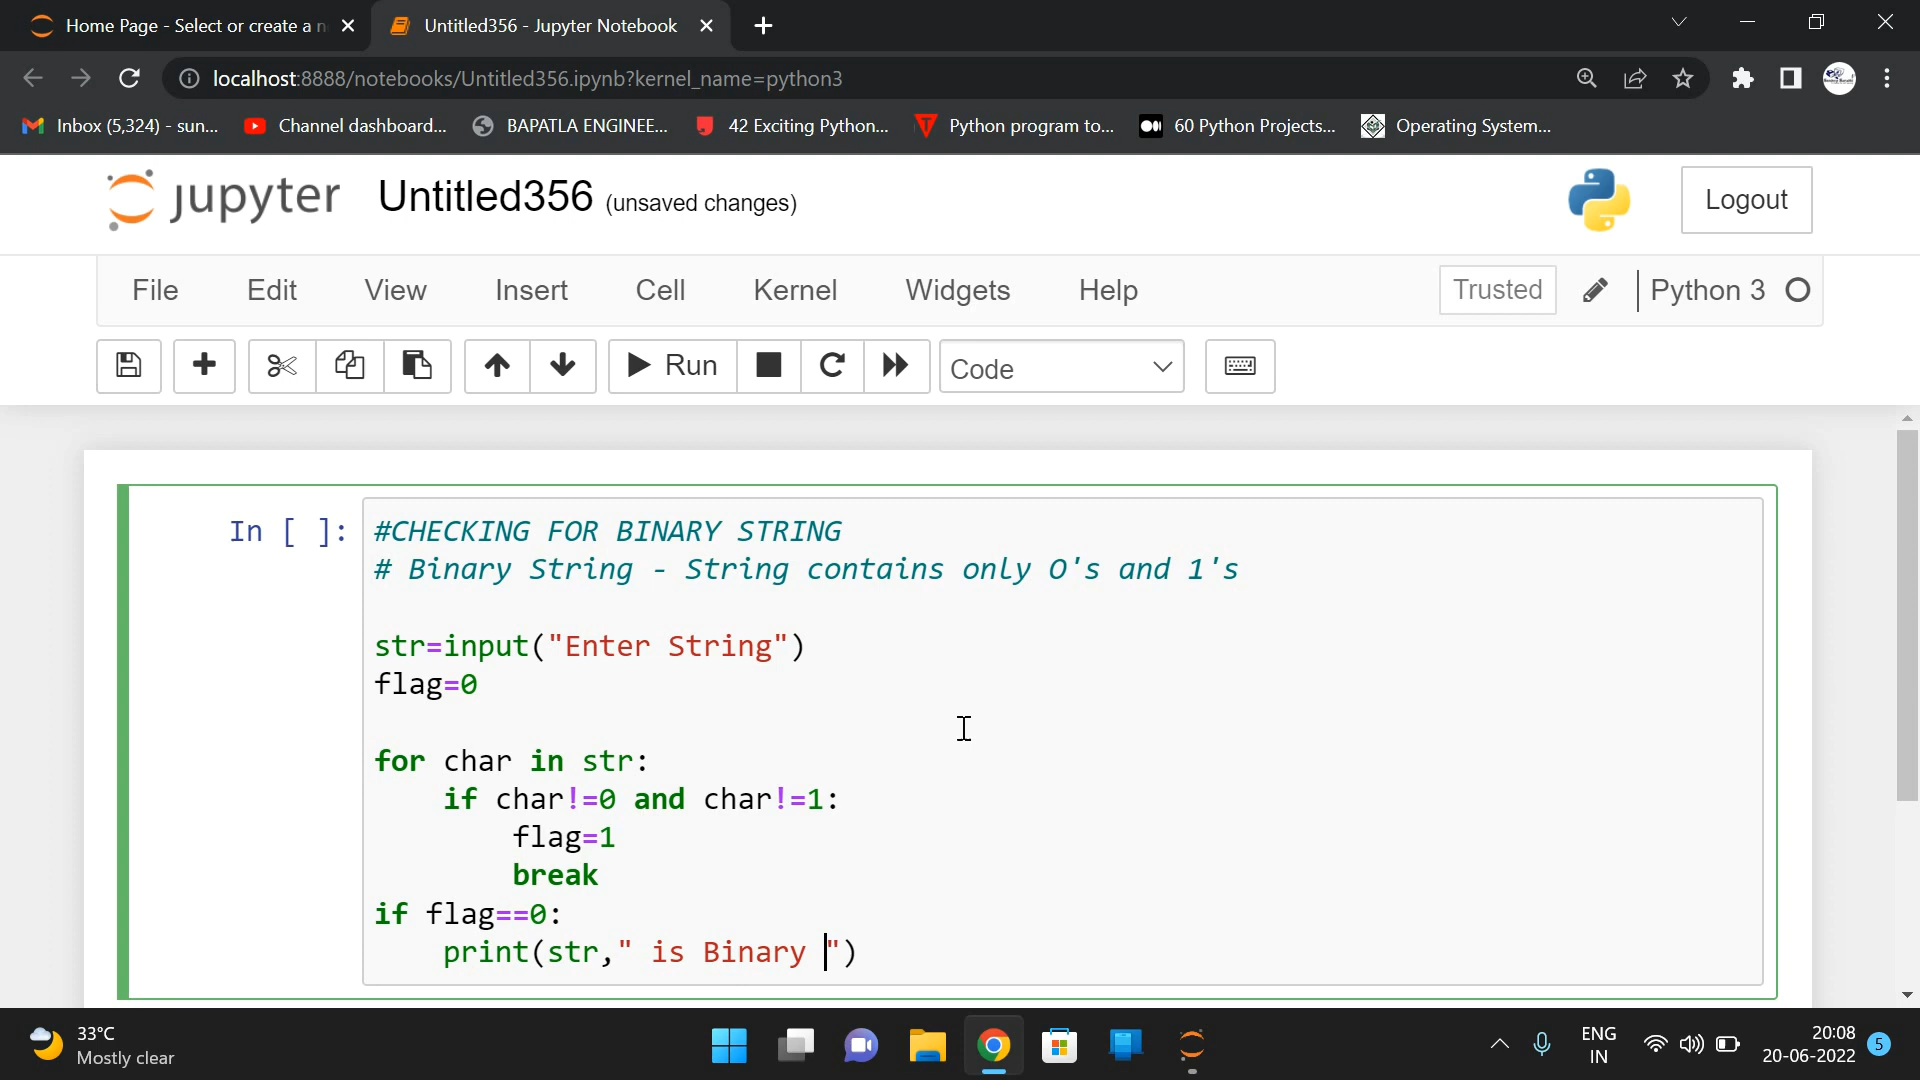 Home Page - Select or create a n
Untitled356 - Jupyter Notebook
localhost:8888/notebooks/Untitled356.ipynb?kernel_name=python3
Inbox (5,324) - sun...
Channel dashboard...
BAPATLA ENGINEE...
42 Exciting Python...
Python program to...
60 Python Projects...
Operating System...
jupyter Untitled356 (unsaved changes)
Logout
File Edit View Insert Cell Kernel Widgets Help
Trusted
Python 3
Run
Code
In [ ]:
#CHECKING FOR BINARY STRING
# Binary String - String contains only O's and 1's
str=input("Enter String")
flag=0
for char in str:
    if char!=0 and char!=1:
        flag=1
        break
if flag==0:
    print(str," is Binary ")
33°C
Mostly clear
ENG
IN
20:08
20-06-2022
5